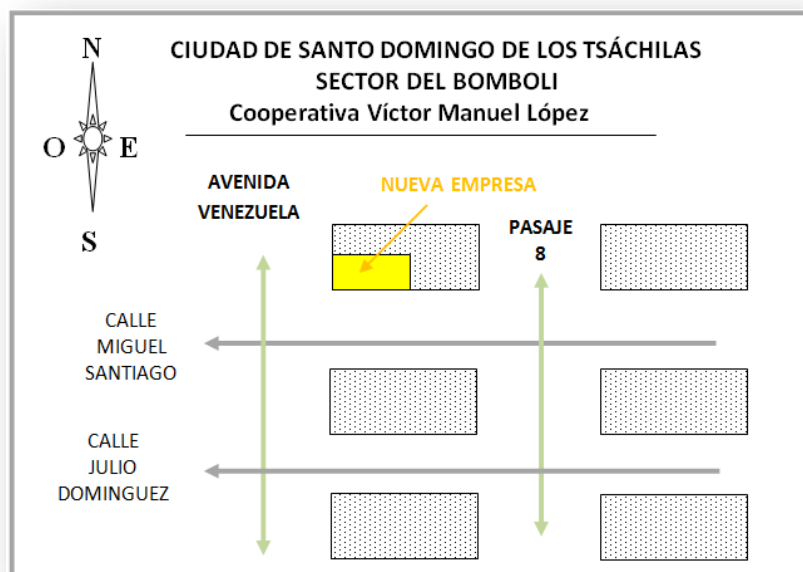 N
CIUDAD DE SANTO DOMINGO DE LOS TSÁCHILAS
SECTOR DEL BOMBOLI
Cooperativa Víctor Manuel López
O
E
S
AVENIDA
VENEZUELA
NUEVA EMPRESA
PASAJE
8
CALLE
MIGUEL
SANTIAGO
CALLE
JULIO
DOMINGUEZ